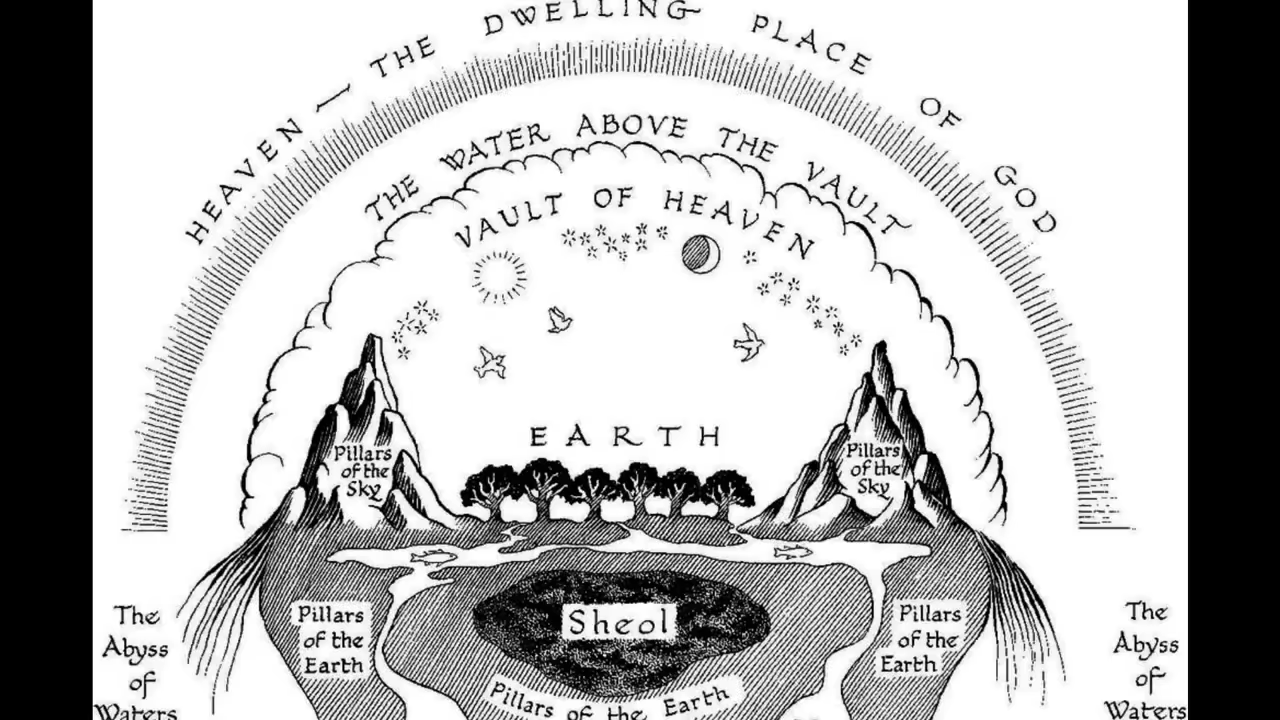 HEAVEN — THE DWELLING PLACE OF GOD
THE WATER ABOVE THE VAULT
VAULT OF HEAVEN
EARTH
Pillars
of the
Sky
Pillars
of the
Sky
The
Abyss
of
Waters
Pillars
of the
Earth
Sheol
Pillars
of the
Earth
The
Abyss
of
Waters
Pillars of the Earth